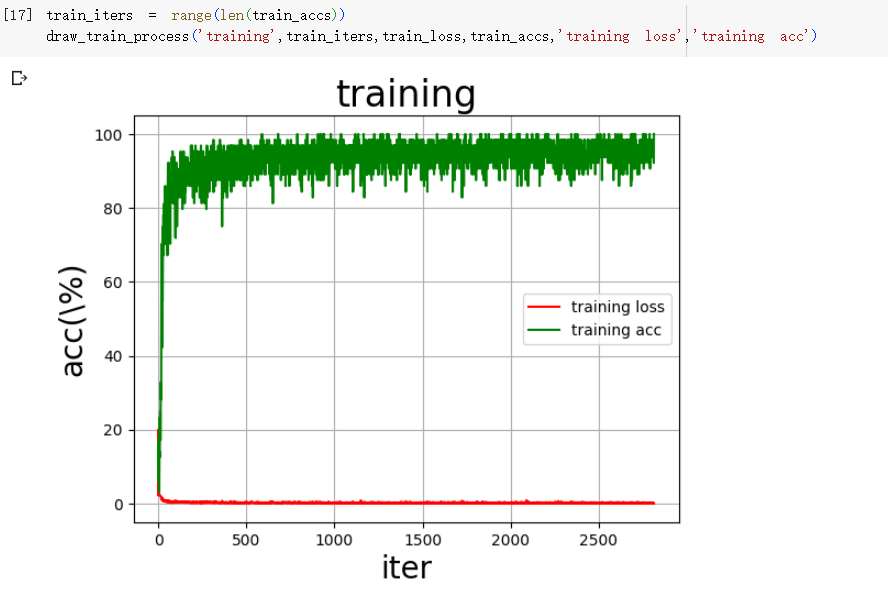 [17] train_iters = range(len(train_accs))
draw_train_process('training',train_iters,train_loss,train_accs,'training loss','training acc')
training
100
80
60
40
20
0
acc(\%)
training loss
training acc
0 500 1000 1500 2000 2500
iter